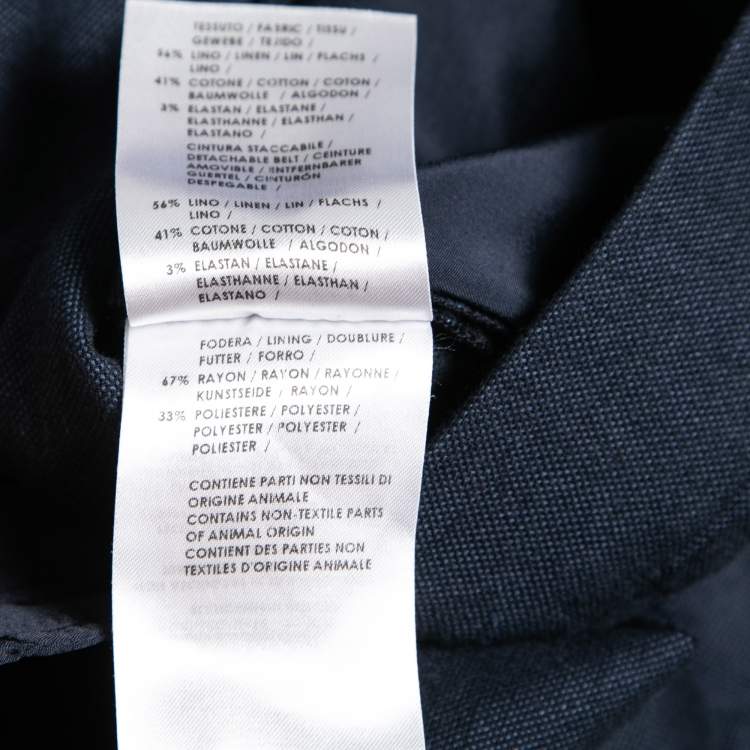 TESSUTO / FABRIC / TISSU /
GEWEBE / TEJIDO /
56% LINO / LINEN / LIN / FLACHS /
LINO /
41% COTONE / COTTON / COTON /
BAUMWOLLE / ALGODON /
3% ELASTAN / ELASTANE /
ELASTHANNE / ELASTHAN /
ELASTANO /
CINTURA STACCABILE /
DETACHABLE BELT / CEINTURE
AMOVIBLE / ENTFERNBARER
GUERTEL / CINTURÓN
DESPEGABLE /
56% LINO / LINEN / LIN / FLACHS /
LINO /
41% COTONE / COTTON / COTON /
BAUMWOLLE / ALGODON /
3% ELASTAN / ELASTANE /
ELASTHANNE / ELASTHAN /
ELASTANO /
FODERA / LINING / DOUBLURE /
FUTTER / FORRO /
67% RAYON / RAYON / RAYONNE /
KUNSTSEIDE / RAYON /
33% POLIESTERE / POLYESTER /
POLYESTER / POLYESTER /
POLIESTER /
CONTIENE PARTI NON TESSILI DI
ORIGINE ANIMALE
CONTAINS NON-TEXTILE PARTS
OF ANIMAL ORIGIN
CONTIENT DES PARTIES NON
TEXTILES D'ORIGINE ANIMALE